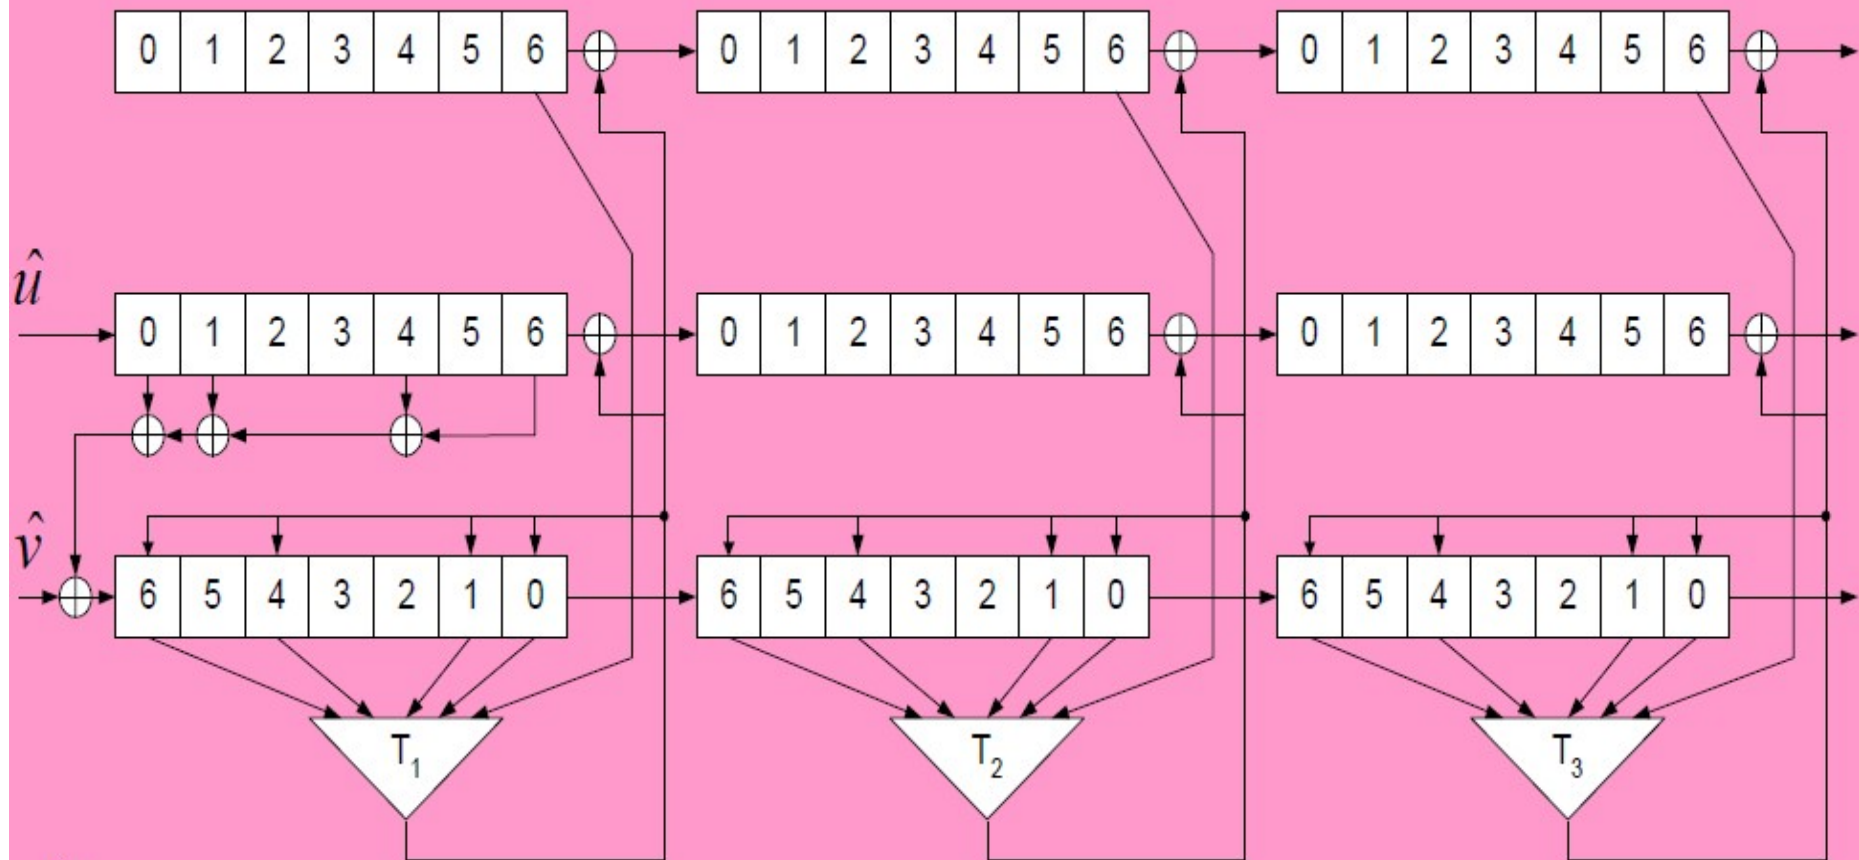 0 1 2 3 4 5 6 0 1 2 3 4 5 6 0 1 2 3 4 5 6
û
0 1 2 3 4 5 6 0 1 2 3 4 5 6 0 1 2 3 4 5 6
v̂
6 5 4 3 2 1 0 6 5 4 3 2 1 0 6 5 4 3 2 1 0
T₁ T₂ T₃